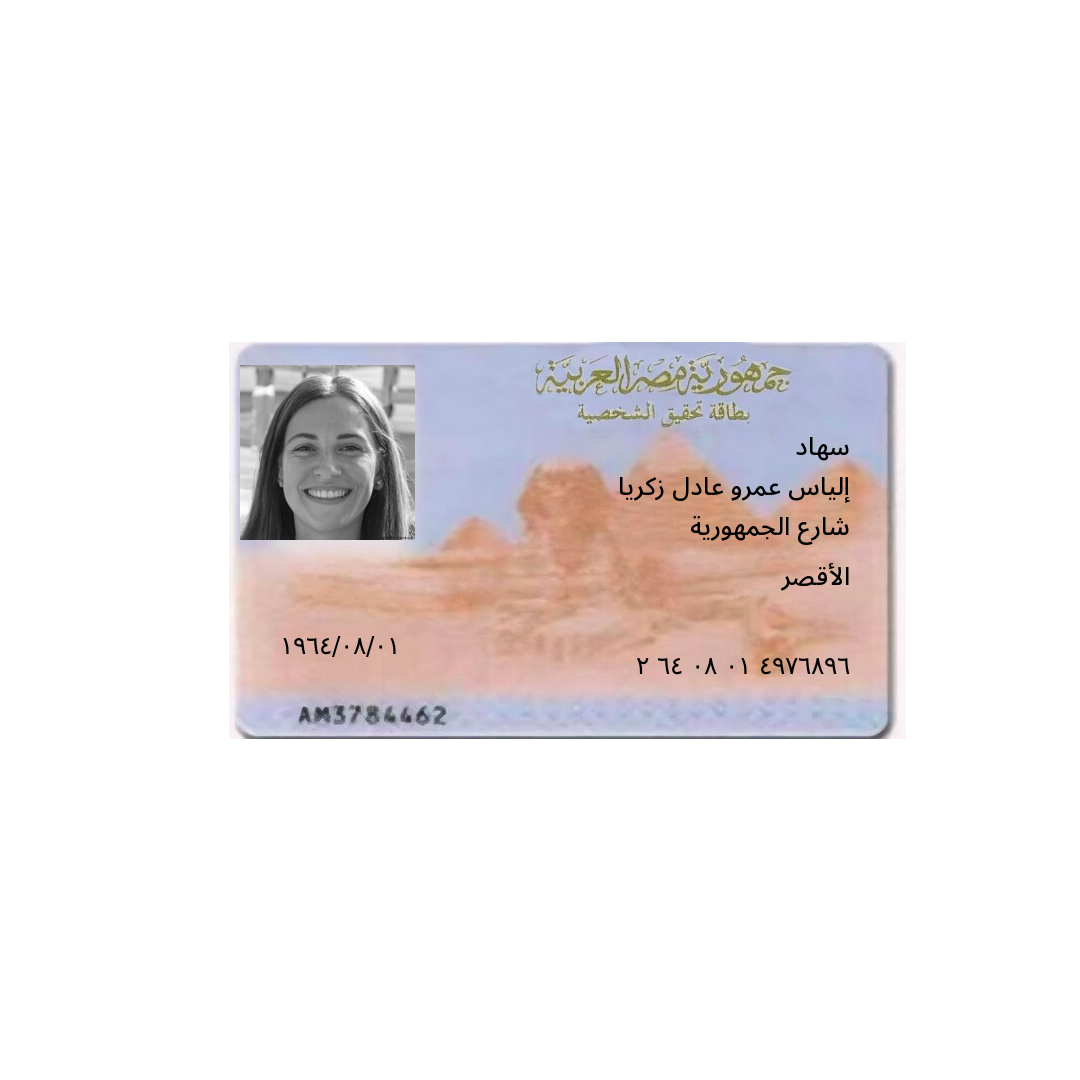 جمهورية مصر العربية
بطاقة تحقيق الشخصية
سهاد
إلياس عمرو عادل زكريا
شارع الجمهورية
الأقصر
١٩٦٤/٠٨/٠١
٢ ٦٤ ٠٨ ٠١ ٤٩٧٦٨٩٦
AM3784462